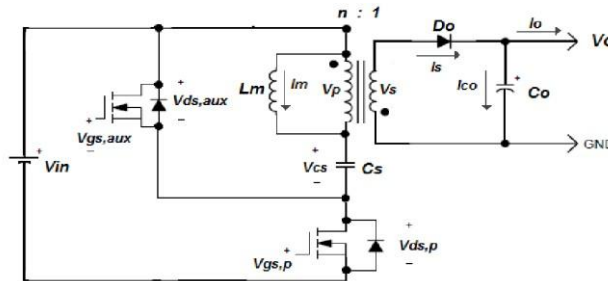 n : 1
Do
Io
Vo
Is
Lm
Im
Vp
Vs
Ico
+
Co
+
Vds,aux
−
+
Vgs,aux
−
+
Vin
−
+
Vcs
−
Cs
GND
+
Vgs,p
−
+
Vds,p
−